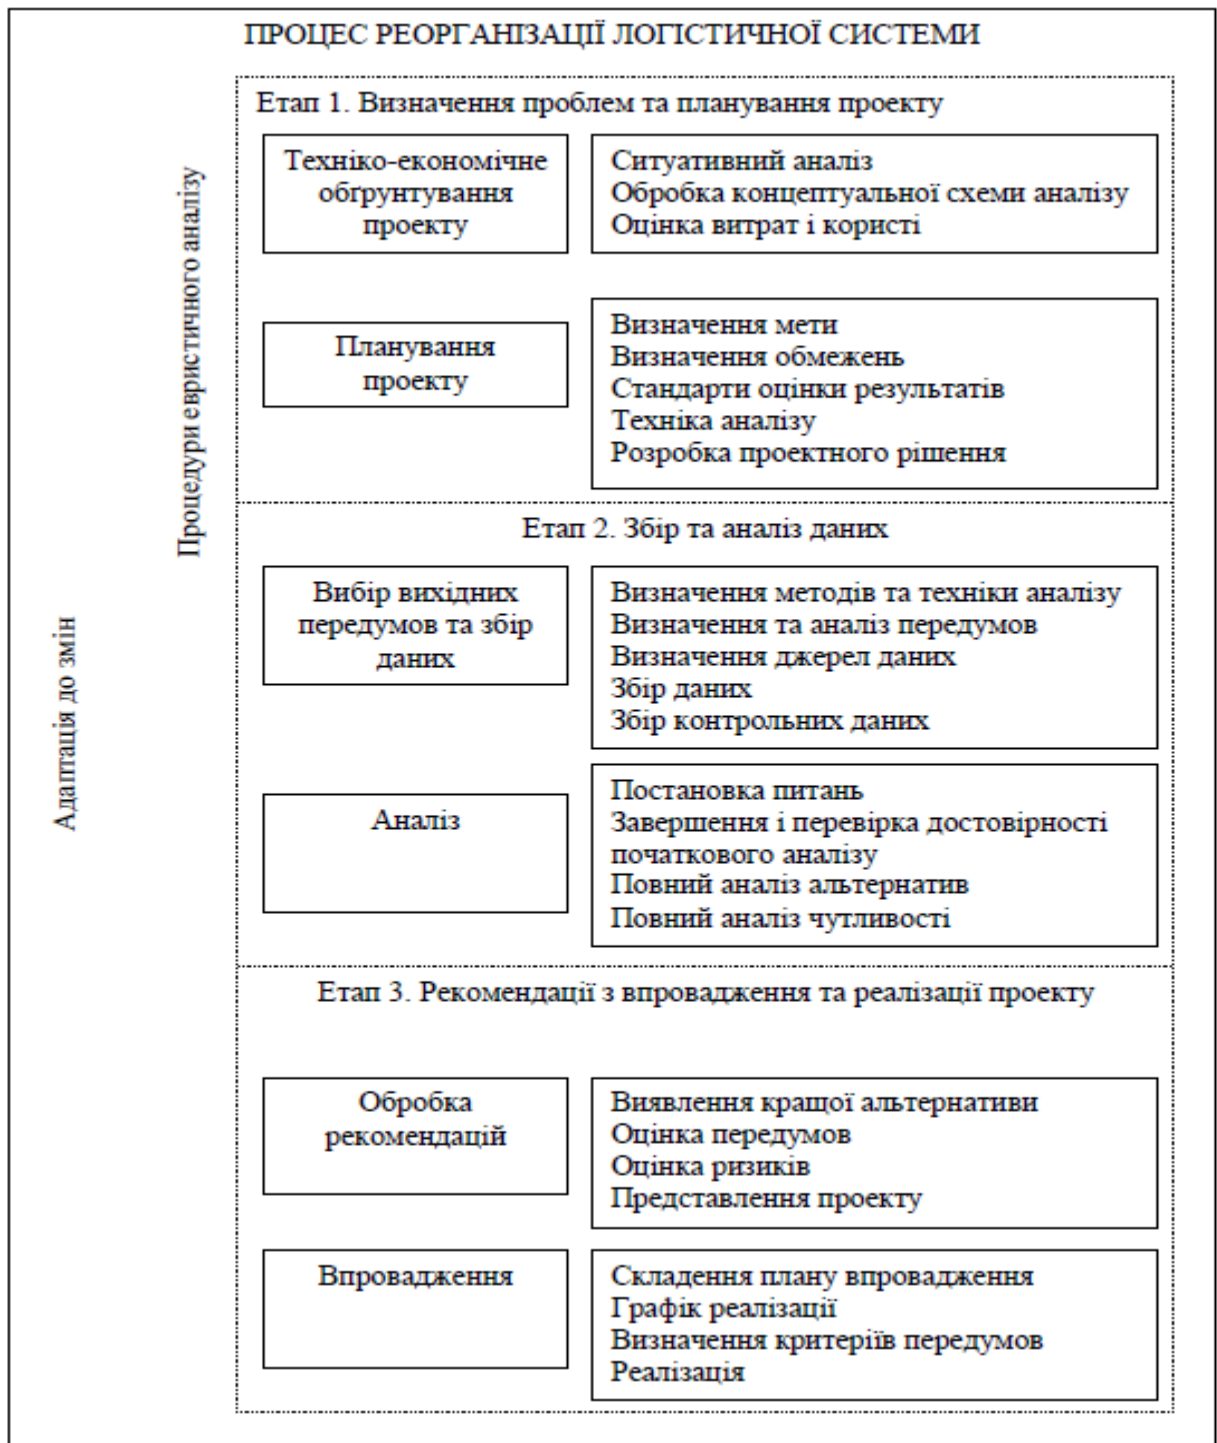 ПРОЦЕС РЕОРГАНІЗАЦІЇ ЛОГІСТИЧНОЇ СИСТЕМИ
Етап 1. Визначення проблем та планування проекту
Техніко-економічне
обґрунтування
проекту
Ситуативний аналіз
Обробка концептуальної схеми аналізу
Оцінка витрат і користі
Планування
проекту
Визначення мети
Визначення обмежень
Стандарти оцінки результатів
Техніка аналізу
Розробка проектного рішення
Процедури евристичного аналізу
Етап 2. Збір та аналіз даних
Вибір вихідних
передумов та збір
даних
Визначення методів та техніки аналізу
Визначення та аналіз передумов
Визначення джерел даних
Збір даних
Збір контрольних даних
Адаптація до змін
Аналіз
Постановка питань
Завершення і перевірка достовірності
початкового аналізу
Повний аналіз альтернатив
Повний аналіз чутливості
Етап 3. Рекомендації з впровадження та реалізації проекту
Обробка
рекомендацій
Виявлення кращої альтернативи
Оцінка передумов
Оцінка ризиків
Представлення проекту
Впровадження
Складення плану впровадження
Графік реалізації
Визначення критеріїв передумов
Реалізація